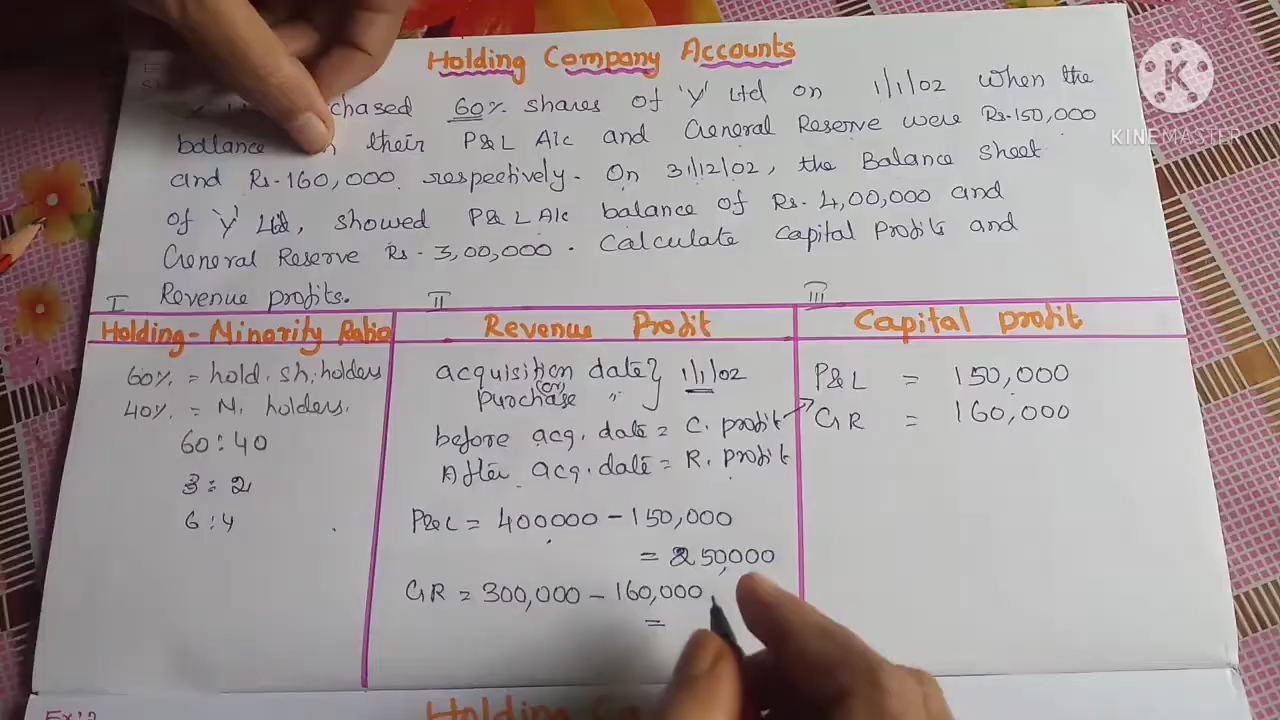 Holding Company Accounts
chased 60% shares of 'Y' Ltd on 1/1/02 when the
balance their P&L A/c and General Reserve were Rs.150,000
and Rs.160,000 respectively. On 31/12/02, the Balance sheet
of 'Y' Ltd, showed P&L A/c balance of Rs. 4,00,000 and
General Reserve Rs. 3,00,000. Calculate Capital Profits and
Revenue profits.
I
II
III
Holding-Minority Ratio
60% = hold. sh; holders
40% = M. holders.
60:40
3:2
6:4
Revenue Profit
acquisition date} 1/1/02
(or)
Purchase "
before acq. date = C. profit
After acq. date = R. profit
P&L = 400000 - 150,000
= 250,000
GR = 300,000 - 160,000
=
Capital profit
P&L = 150,000
GR = 160,000
Holding Co
K
KINEMASTER